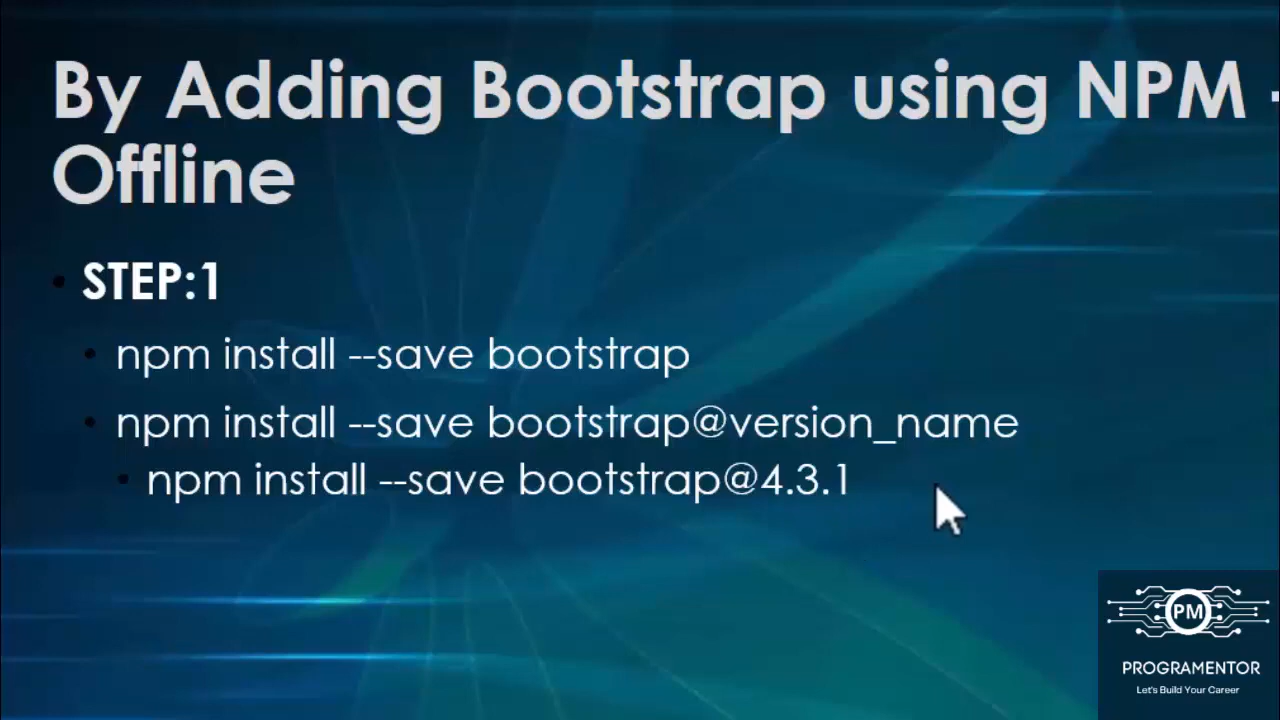 By Adding Bootstrap using NPM -
Offline
STEP:1
npm install --save bootstrap
npm install --save bootstrap@version_name
npm install --save bootstrap@4.3.1
PM
PROGRAMENTOR
Let's Build Your Career